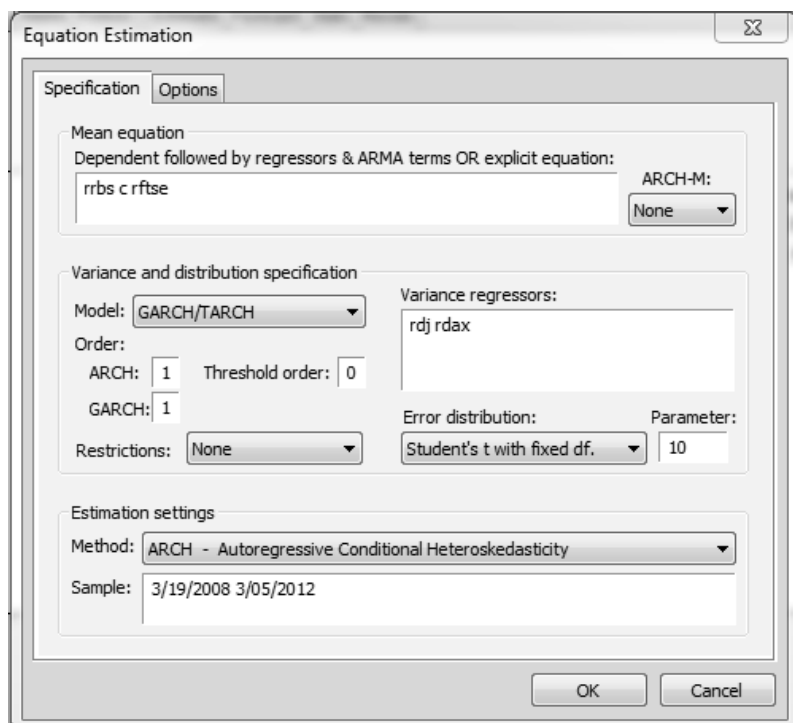 Equation Estimation
Specification Options
Mean equation
Dependent followed by regressors & ARMA terms OR explicit equation:
rrbs c rftse
ARCH-M:
None
Variance and distribution specification
Model: GARCH/TARCH
Order:
ARCH: 1 Threshold order: 0
GARCH: 1
Restrictions: None
Variance regressors:
rdj rdax
Error distribution: Parameter:
Student's t with fixed df. 10
Estimation settings
Method: ARCH - Autoregressive Conditional Heteroskedasticity
Sample: 3/19/2008 3/05/2012
OK Cancel